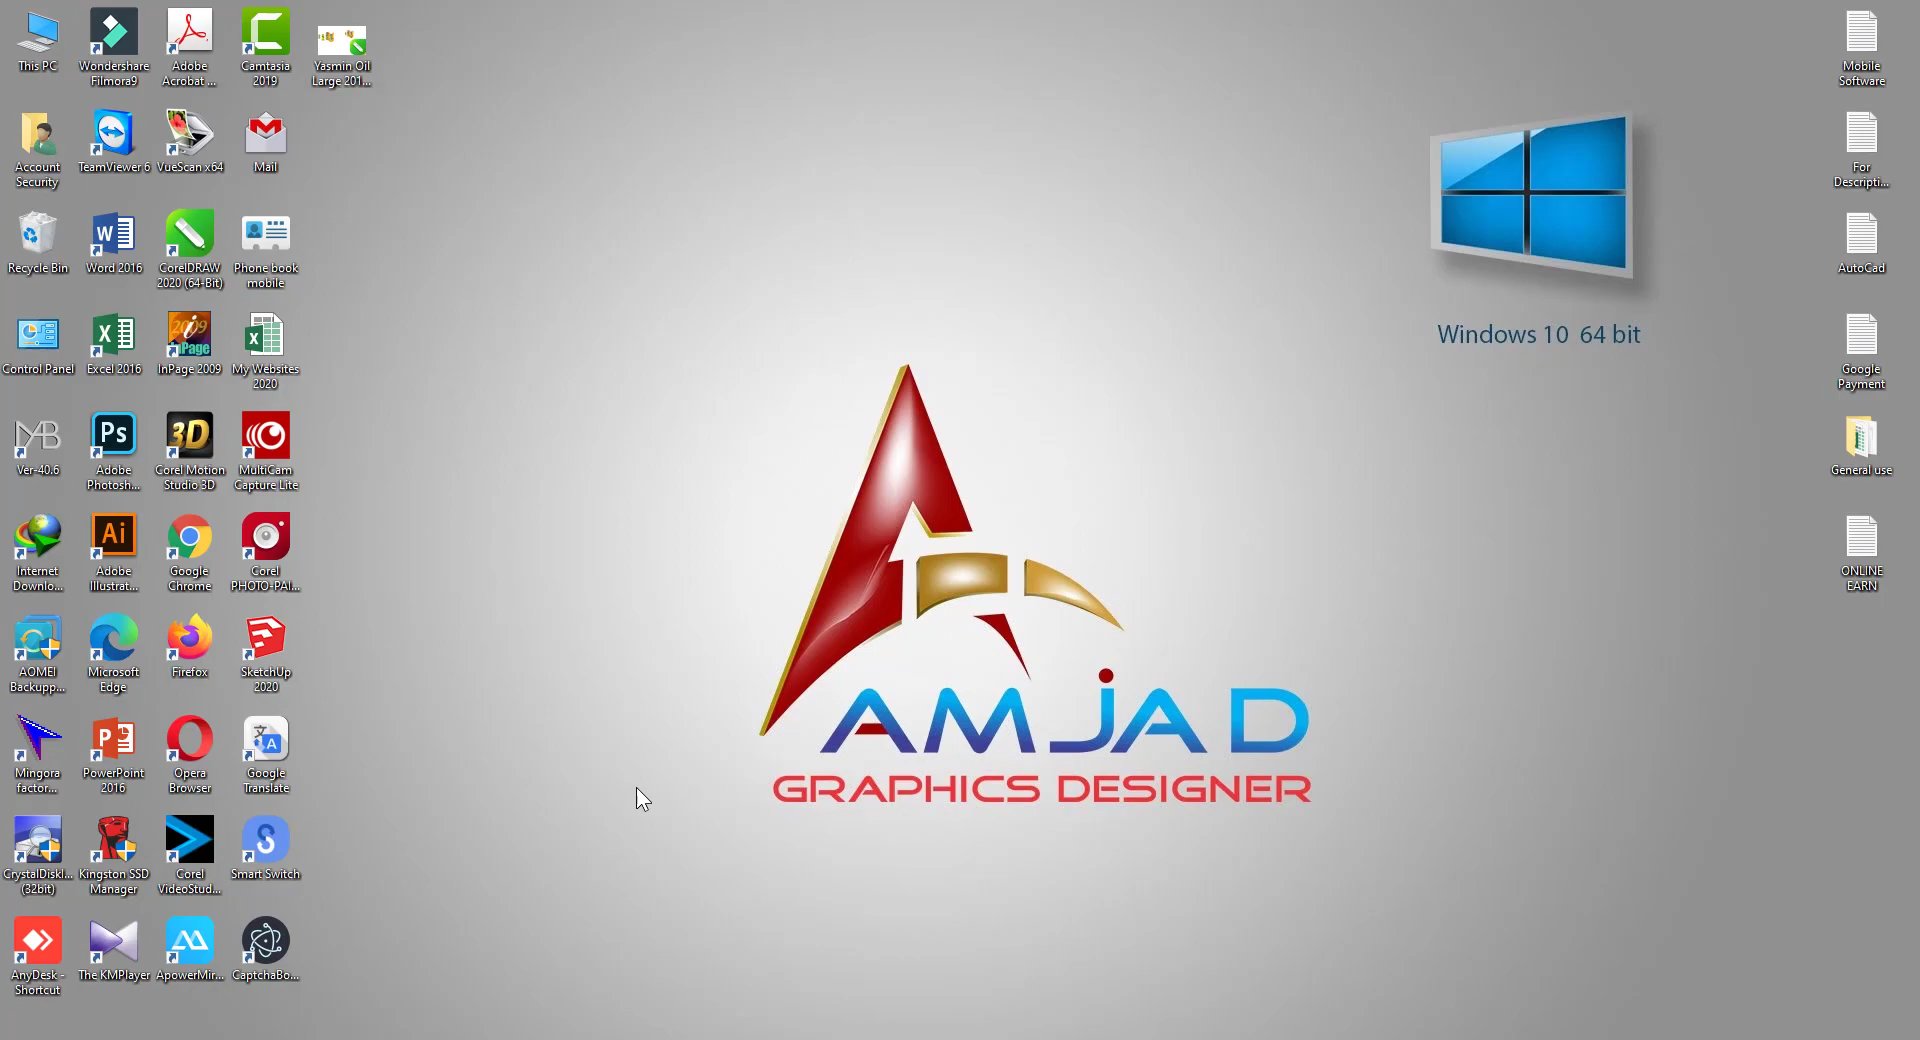 This PC
Wondershare
Filmora9
Adobe
Acrobat ...
Camtasia
2019
Yasmin Oil
Large 201...
Account
Security
TeamViewer 6
VueScan x64
Mail
Recycle Bin
Word 2016
CorelDRAW
2020 (64-Bit)
Phone book
mobile
Control Panel
Excel 2016
InPage 2009
My Websites
2020
Ver-40.6
Adobe
Photosh...
Corel Motion
Studio 3D
MultiCam
Capture Lite
Internet
Downlo...
Adobe
Illustrat...
Google
Chrome
Corel
PHOTO-PAI...
AOMEI
Backupp...
Microsoft
Edge
Firefox
SketchUp
2020
Mingora
factor...
PowerPoint
2016
Opera
Browser
Google
Translate
CrystalDiskI...
(32bit)
Kingston SSD
Manager
Corel
VideoStud...
Smart Switch
AnyDesk -
Shortcut
The KMPlayer
ApowerMir...
CaptchaBo...
Windows 10 64 bit
AMJAD
GRAPHICS DESIGNER
Mobile
Software
For
Descripti...
AutoCad
Google
Payment
General use
ONLINE
EARN